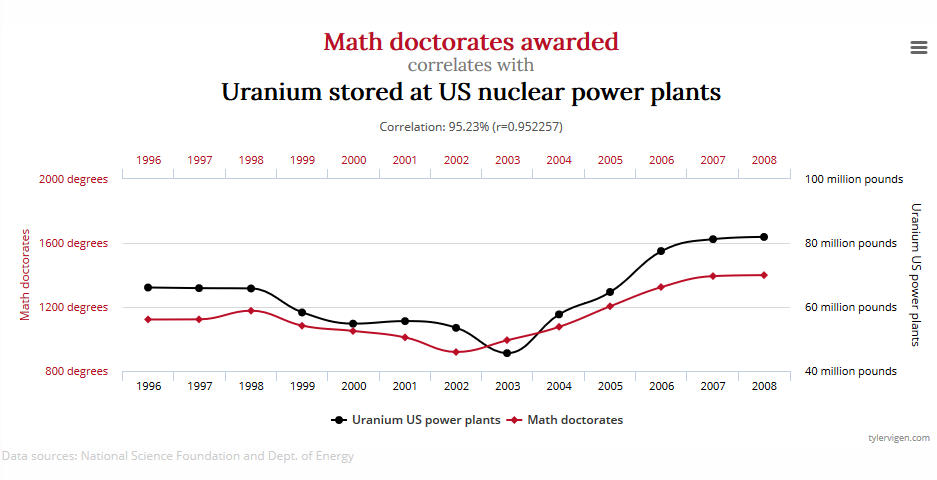 Math doctorates awarded
correlates with
Uranium stored at US nuclear power plants
Correlation: 95.23% (r=0.952257)
1996 1997 1998 1999 2000 2001 2002 2003 2004 2005 2006 2007 2008
2000 degrees 100 million pounds
1600 degrees 80 million pounds
Math doctorates
Uranium US power plants
1200 degrees 60 million pounds
800 degrees 40 million pounds
1996 1997 1998 1999 2000 2001 2002 2003 2004 2005 2006 2007 2008
Uranium US power plants Math doctorates
tylervigen.com
Data sources: National Science Foundation and Dept. of Energy